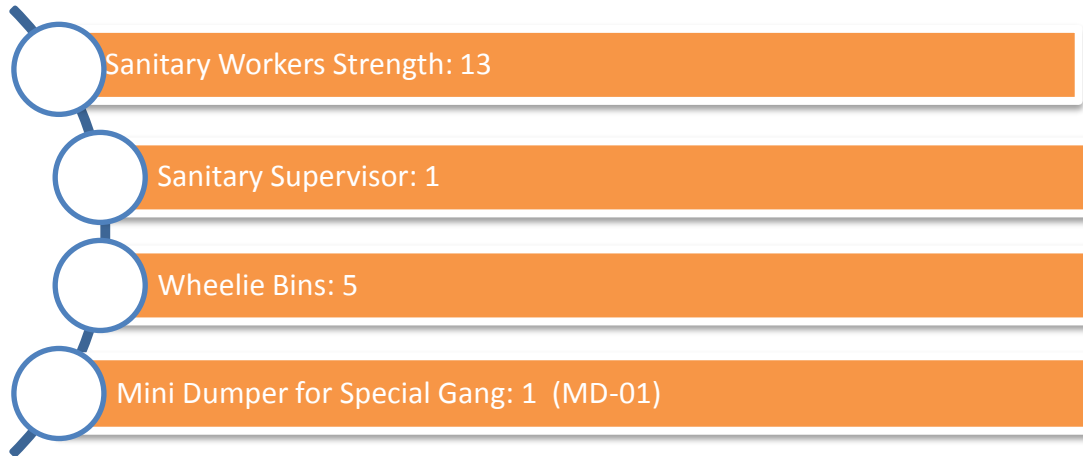 Sanitary Workers Strength: 13
Sanitary Supervisor: 1
Wheelie Bins: 5
Mini Dumper for Special Gang: 1 (MD-01)